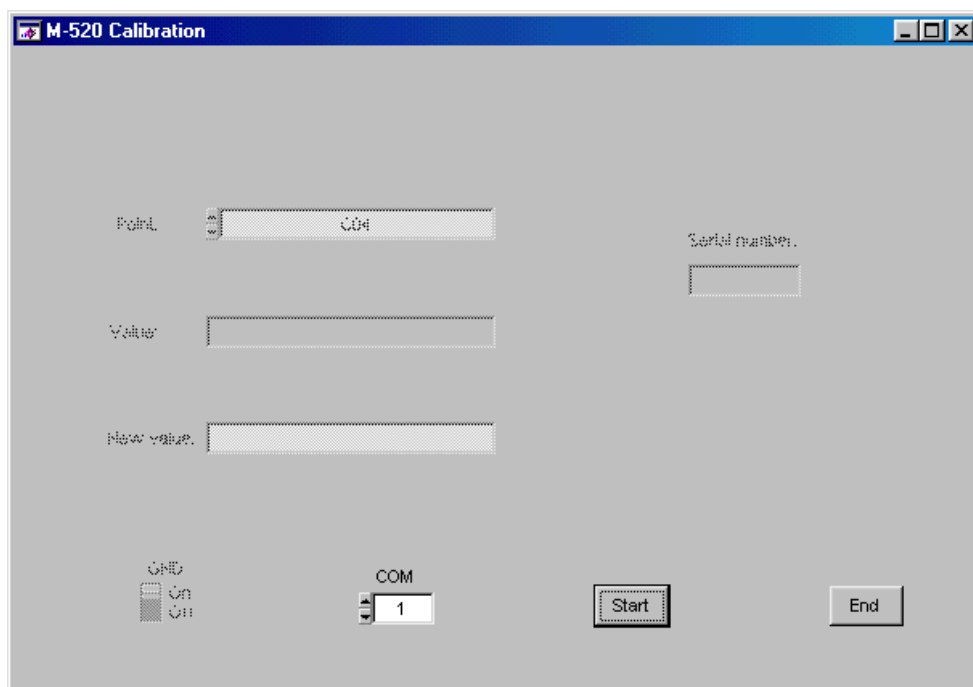 M-520 Calibration
Point.
C04
Serial number.
Value
New value.
GND
On
Off
COM
1
Start
End